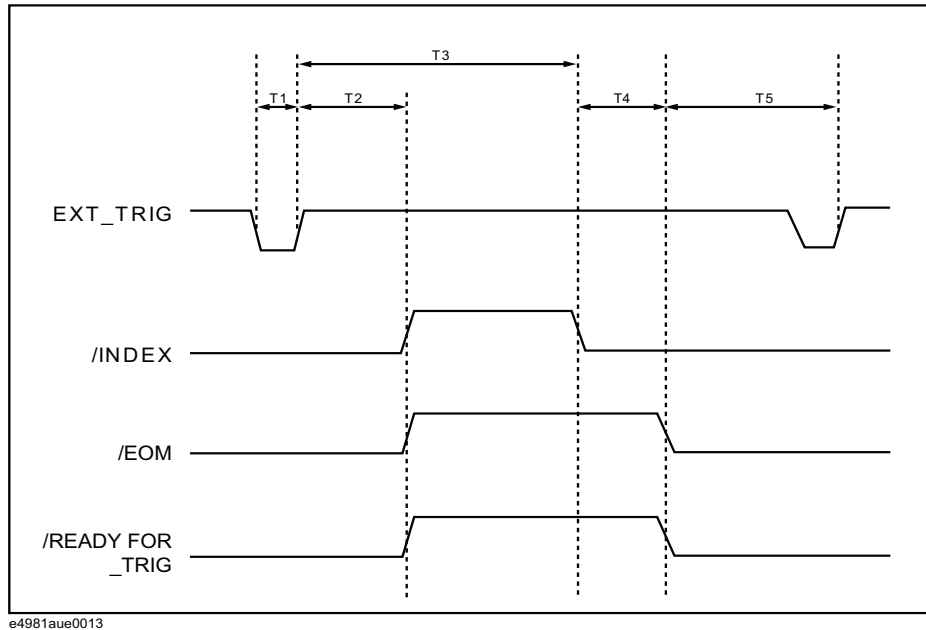 T3
T1
T2
T4
T5
EXT_TRIG
/INDEX
/EOM
/READY FOR
_TRIG
e4981aue0013